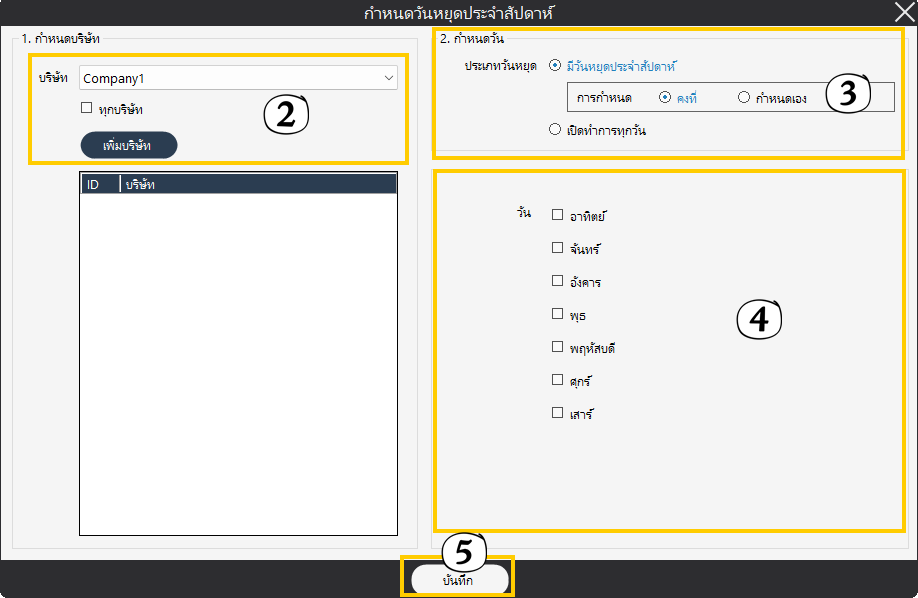 กำหนดวันหยุดประจำสัปดาห์
1. กำหนดบริษัท
บริษัท Company1
ทุกบริษัท
2
เพิ่มบริษัท
ID บริษัท
2. กำหนดวัน
ประเภทวันหยุด มีวันหยุดประจำสัปดาห์
การกำหนด คงที่ กำหนดเอง 3
เปิดทำการทุกวัน
วัน อาทิตย์
จันทร์
อังคาร
พุธ
4
พฤหัสบดี
ศุกร์
เสาร์
5
บันทึก